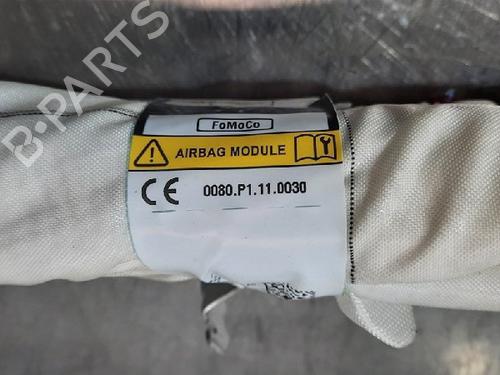 B-PARTS
FoMoCo
AIRBAG MODULE
CE 0080.P1.11.0030